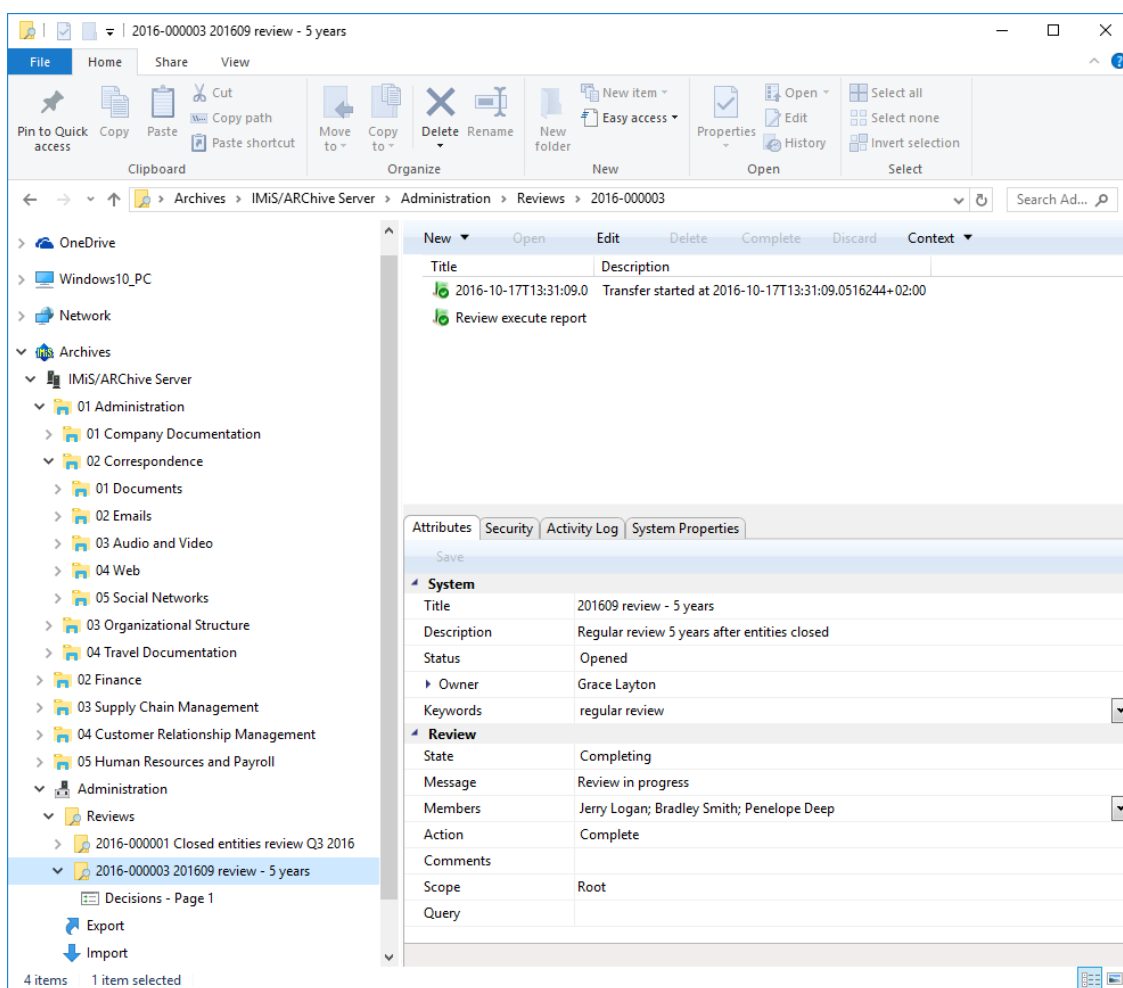 2016-000003 201609 review - 5 years
File Home Share View
Pin to Quick access
Copy
Paste
Cut
Copy path
Paste shortcut
Move to
Copy to
Delete
Rename
New folder
New item
Easy access
Properties
Open
Edit
History
Select all
Select none
Invert selection
Clipboard Organize New Open Select
Archives > IMiS/ARChive Server > Administration > Reviews > 2016-000003
Search Ad...
OneDrive
Windows10_PC
Network
Archives
IMiS/ARChive Server
01 Administration
01 Company Documentation
02 Correspondence
01 Documents
02 Emails
03 Audio and Video
04 Web
05 Social Networks
03 Organizational Structure
04 Travel Documentation
02 Finance
03 Supply Chain Management
04 Customer Relationship Management
05 Human Resources and Payroll
Administration
Reviews
2016-000001 Closed entities review Q3 2016
2016-000003 201609 review - 5 years
Decisions - Page 1
Export
Import
New Open Edit Delete Complete Discard Context
Title Description
2016-10-17T13:31:09.0 Transfer started at 2016-10-17T13:31:09.0516244+02:00
Review execute report
Attributes Security Activity Log System Properties
Save
System
Title 201609 review - 5 years
Description Regular review 5 years after entities closed
Status Opened
Owner Grace Layton
Keywords regular review
Review
State Completing
Message Review in progress
Members Jerry Logan; Bradley Smith; Penelope Deep
Action Complete
Comments
Scope Root
Query
4 items 1 item selected